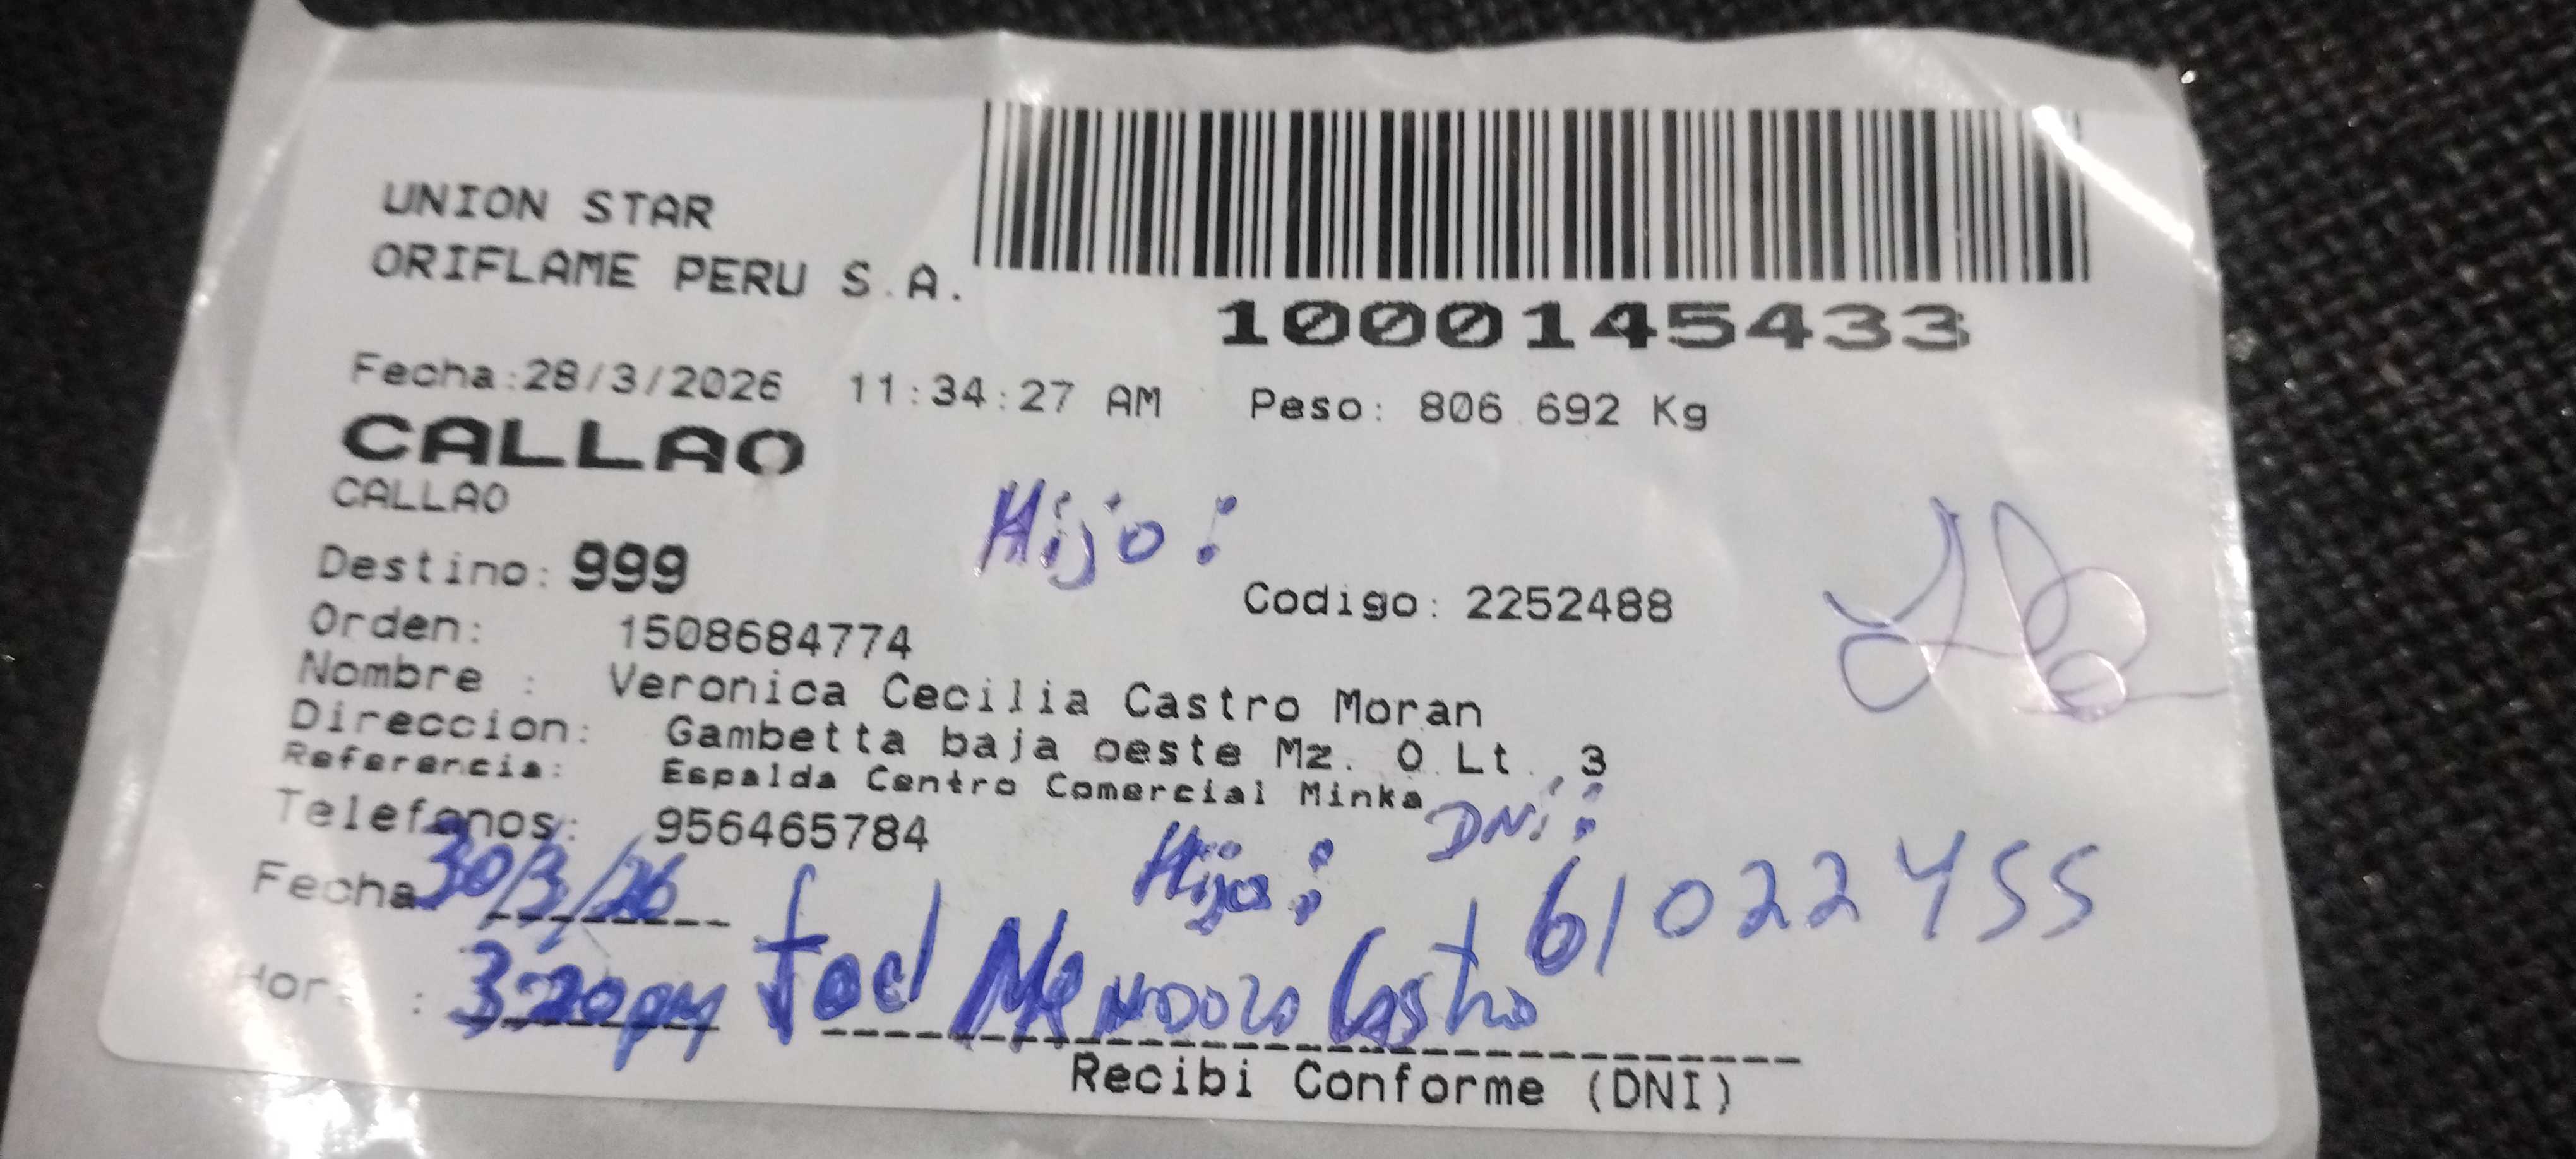 UNION STAR
ORIFLAME PERU S.A.
1000145433
Fecha:28/3/2026 11:34:27 AM Peso: 806.692 Kg
CALLAO
CALLAO
Hijo:
Destino: 999
Codigo: 2252488
Orden: 1508684774
Nombre : Veronica Cecilia Castro Moran
Direccion: Gambetta baja oeste Mz. O Lt. 3
Referencia: Espalda Centro Comercial Minka
DNi:
Telefonos: 956465784
Hijo:
61022455
Fecha: 30/3/26
Hora : 3:20pm Joel Mendoza Castro
Recibi Conforme (DNI)